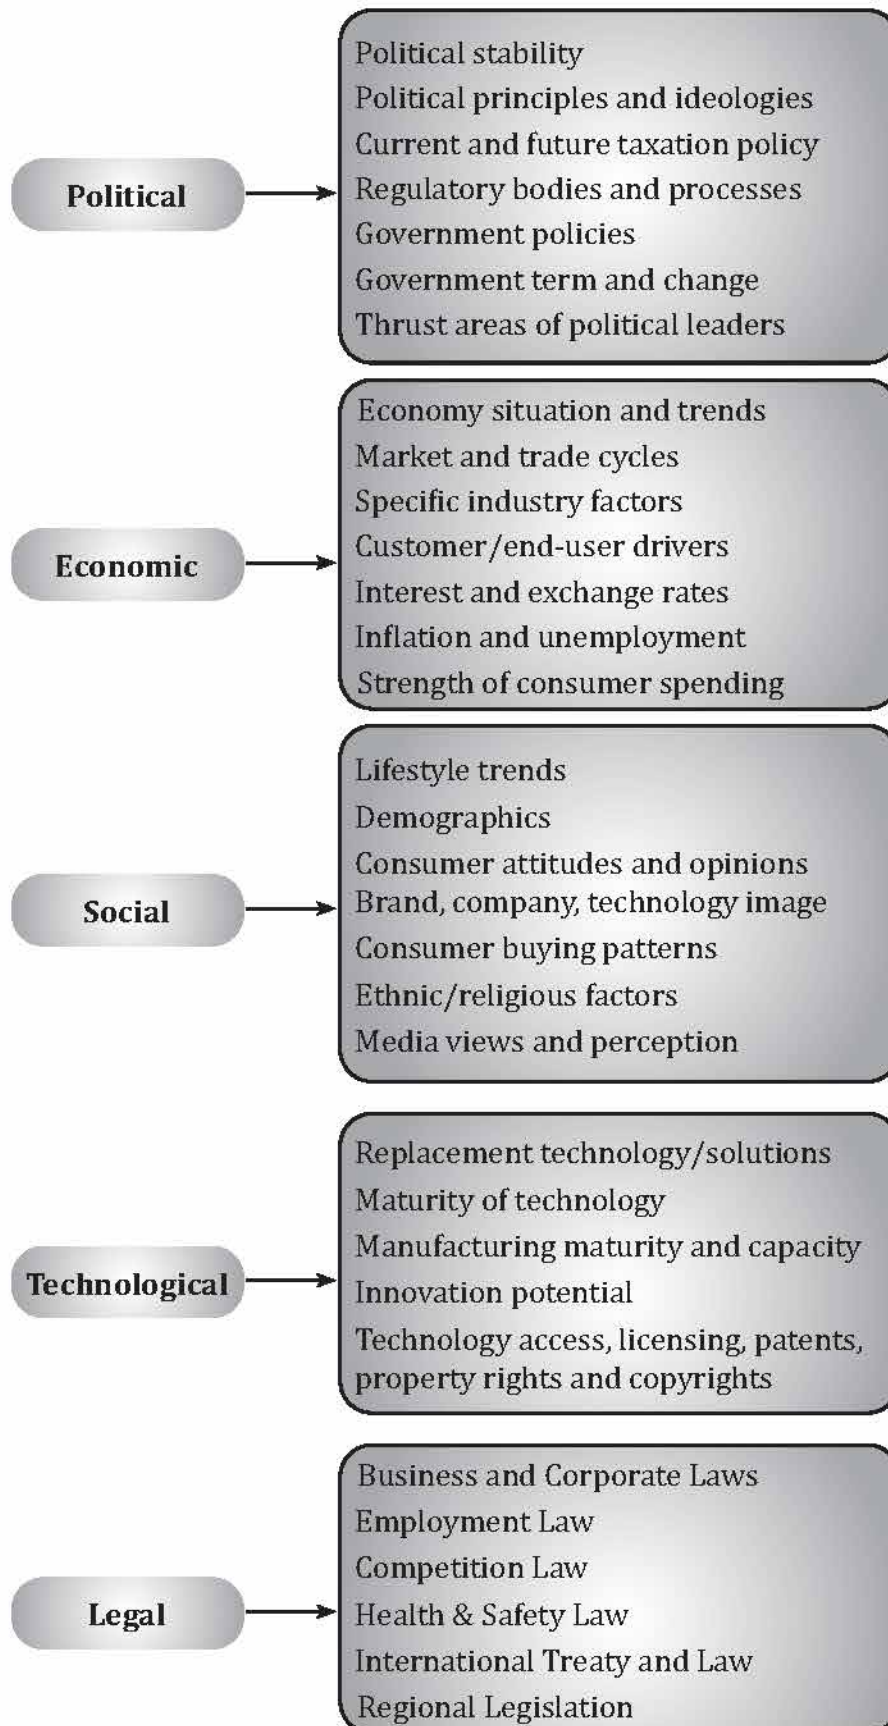 Political
Political stability
Political principles and ideologies
Current and future taxation policy
Regulatory bodies and processes
Government policies
Government term and change
Thrust areas of political leaders
Economic
Economy situation and trends
Market and trade cycles
Specific industry factors
Customer/end-user drivers
Interest and exchange rates
Inflation and unemployment
Strength of consumer spending
Social
Lifestyle trends
Demographics
Consumer attitudes and opinions
Brand, company, technology image
Consumer buying patterns
Ethnic/religious factors
Media views and perception
Technological
Replacement technology/solutions
Maturity of technology
Manufacturing maturity and capacity
Innovation potential
Technology access, licensing, patents,
property rights and copyrights
Legal
Business and Corporate Laws
Employment Law
Competition Law
Health & Safety Law
International Treaty and Law
Regional Legislation